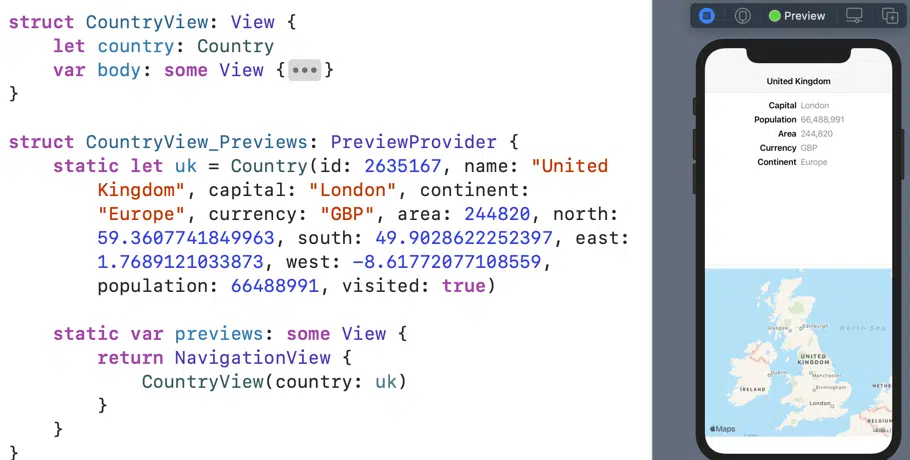 struct CountryView: View {
let country: Country
var body: some View {•••}
}
struct CountryView_Previews: PreviewProvider {
static let uk = Country(id: 2635167, name: "United
Kingdom", capital: "London", continent:
"Europe", currency: "GBP", area: 244820, north:
59.3607741849963, south: 49.9028622252397, east:
1.7689121033873, west: -8.61772077108559,
population: 66488991, visited: true)
static var previews: some View {
return NavigationView {
CountryView(country: uk)
}
}
}
Preview
United Kingdom
Capital London
Population 66,488,991
Area 244,820
Currency GBP
Continent Europe
Glasgow
Edinburgh
North Sea
UNITED
KINGDOM
Dublin
Manchester
IRELAND
Birmingham
NETH
London
BELGIUM
Maps
Legal